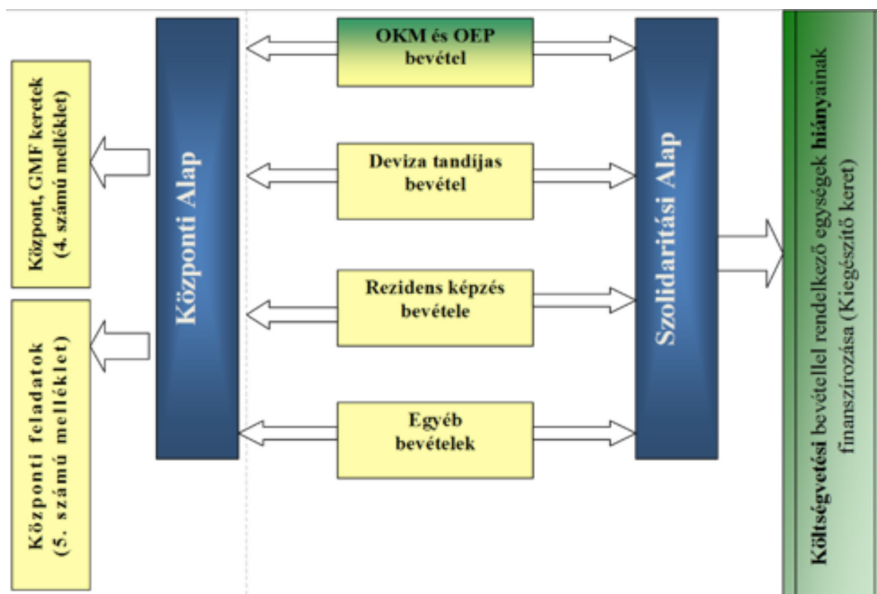 Központ, GMF keretek
(4. számú melléklet)
Központi feladatok
(5. számú melléklet)
Központi Alap
OKM és OEP
bevétel
Deviza tandíjas
bevétel
Rezidens képzés
bevétele
Egyéb
bevételek
Szolidaritási Alap
Költségvetési bevétellel rendelkező egységek hiányainak
finanszírozása (Kiegészítő keret)